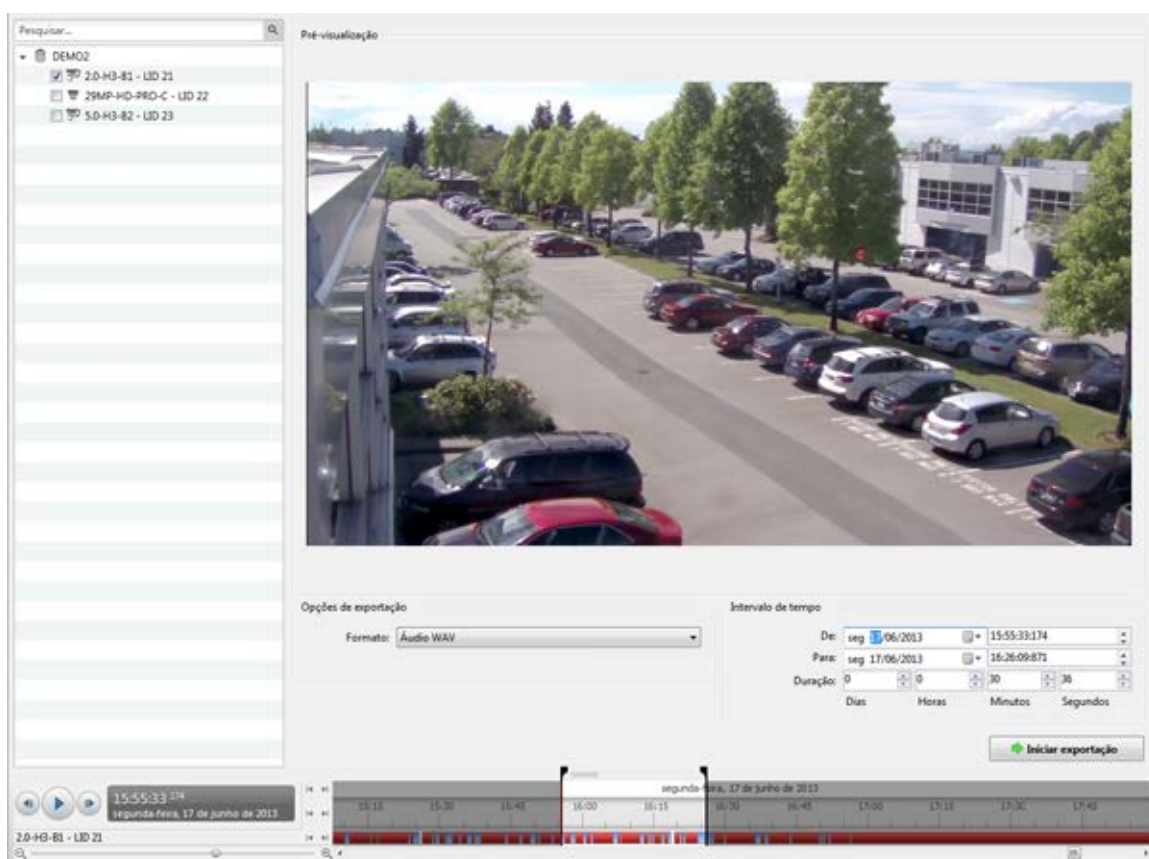 Pesquisar...
DEMO2
2.0-H3-B1 - LID 21
29MP-HD-PRO-C - LID 22
5.0-H3-B2 - LID 23
Pré-visualização
Opções de exportação
Formato: Áudio WAV
Intervalo de tempo
De: seg 17/06/2013 15:55:33:174
Para: seg 17/06/2013 16:26:09:871
Duração: 0 0 30 36
Dias Horas Minutos Segundos
Iniciar exportação
15:55:33 174
segunda-feira, 17 de junho de 2013
segunda-feira, 17 de junho de 2013
15:15 15:30 15:45 16:00 16:15 16:30 16:45 17:00 17:15 17:30 17:45
2.0-H3-B1 - LID 21